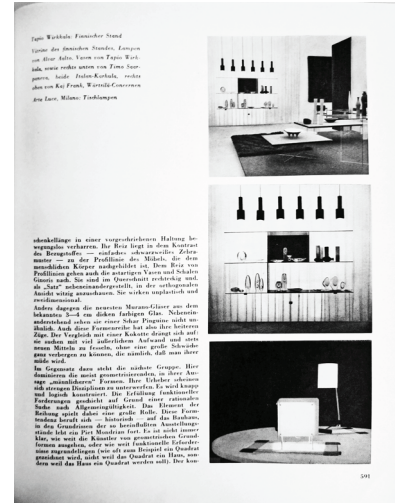 Tapio Wirkkala: Finnischer Stand
Vitrine des finnischen Standes, Lampen
von Alvar Aalto, Vasen von Tapio Wirk-
kala, sowie rechts unten von Timo Sar-
paneva, beide Iitala-Karhula, rechts
oben von Kaj Franck, Wärtsilä-Concernen
Arte Luce, Milano: Tischlampen
schenkellänge in einer vorgeschriebenen Haltung be-
wegungslos verharren. Ihr Reiz liegt in dem Kontrast
des Bezugstoffes — einfaches schwarzweißes Zebra-
muster — zu der Profillinie des Möbels, die dem
menschlichen Körper nachgebildet ist. Dem Reiz von
Profillinien gehen auch die astartigen Vasen und Schalen
Ginoris nach. Sie sind im Querschnitt rechteckig und,
als „Satz" nebeneinandergestellt, in der orthogonalen
Ansicht witzig anzuschauen. Sie wirken unplastisch und
zweidimensional.
Anders dagegen die neuesten Murano-Gläser aus dem
bekannten 3—4 cm dicken farbigen Glas. Nebenein-
anderstehend sehen sie einer Schar Pinguine nicht un-
ähnlich. Auch diese Formenreihe hat also ihre heiteren
Züge. Der Vergleich mit einer Kokotte drängt sich auf:
sie suchen mit viel äußerlichem Aufwand und stets
neuen Mitteln zu fesseln, ohne eine große Schwäche
ganz verbergen zu können, die nämlich, daß man ihrer
müde wird.
Im Gegensatz dazu steht die nächste Gruppe. Hier
dominieren die meist geometrisierenden, in ihrer Aus-
sage „männlicheren" Formen. Ihre Urheber scheinen
sich strengen Disziplinen zu unterwerfen. Es wird knapp
und logisch konstruiert. Die Erfüllung funktioneller
Forderungen geschieht auf Grund einer rationalen
Suche nach Allgemeingültigkeit. Das Element der
Reihung spielt dabei eine große Rolle. Diese Form-
tendenz beruft sich — historisch — auf das Bauhaus,
in den Grundrissen der so beeinflußten Ausstellungs-
stände lebt ein Piet Mondrian fort. Es ist nicht immer
klar, wie weit die Künstler von geometrischen Grund-
formen ausgehen, oder wie weit funktionelle Erforder-
nisse zugrundeliegen (wie oft zum Beispiel ein Quadrat
gezeichnet wird, nicht weil das Quadrat ein Haus, son-
dern weil das Haus ein Quadrat werden soll). Der kon-
591